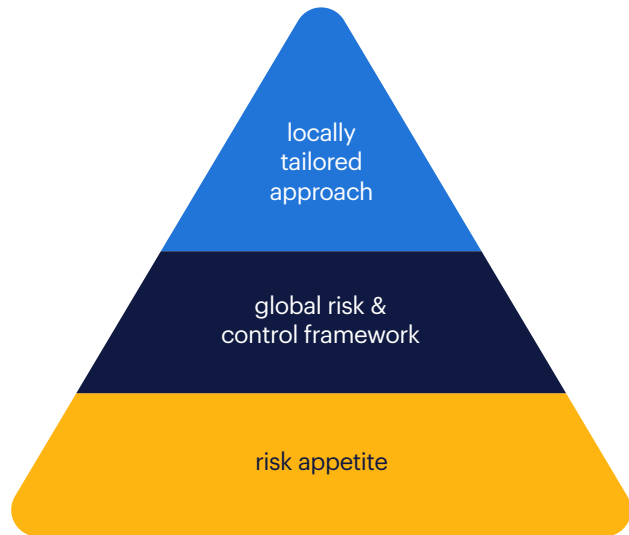 locally
tailored
approach
global risk &
control framework
risk appetite